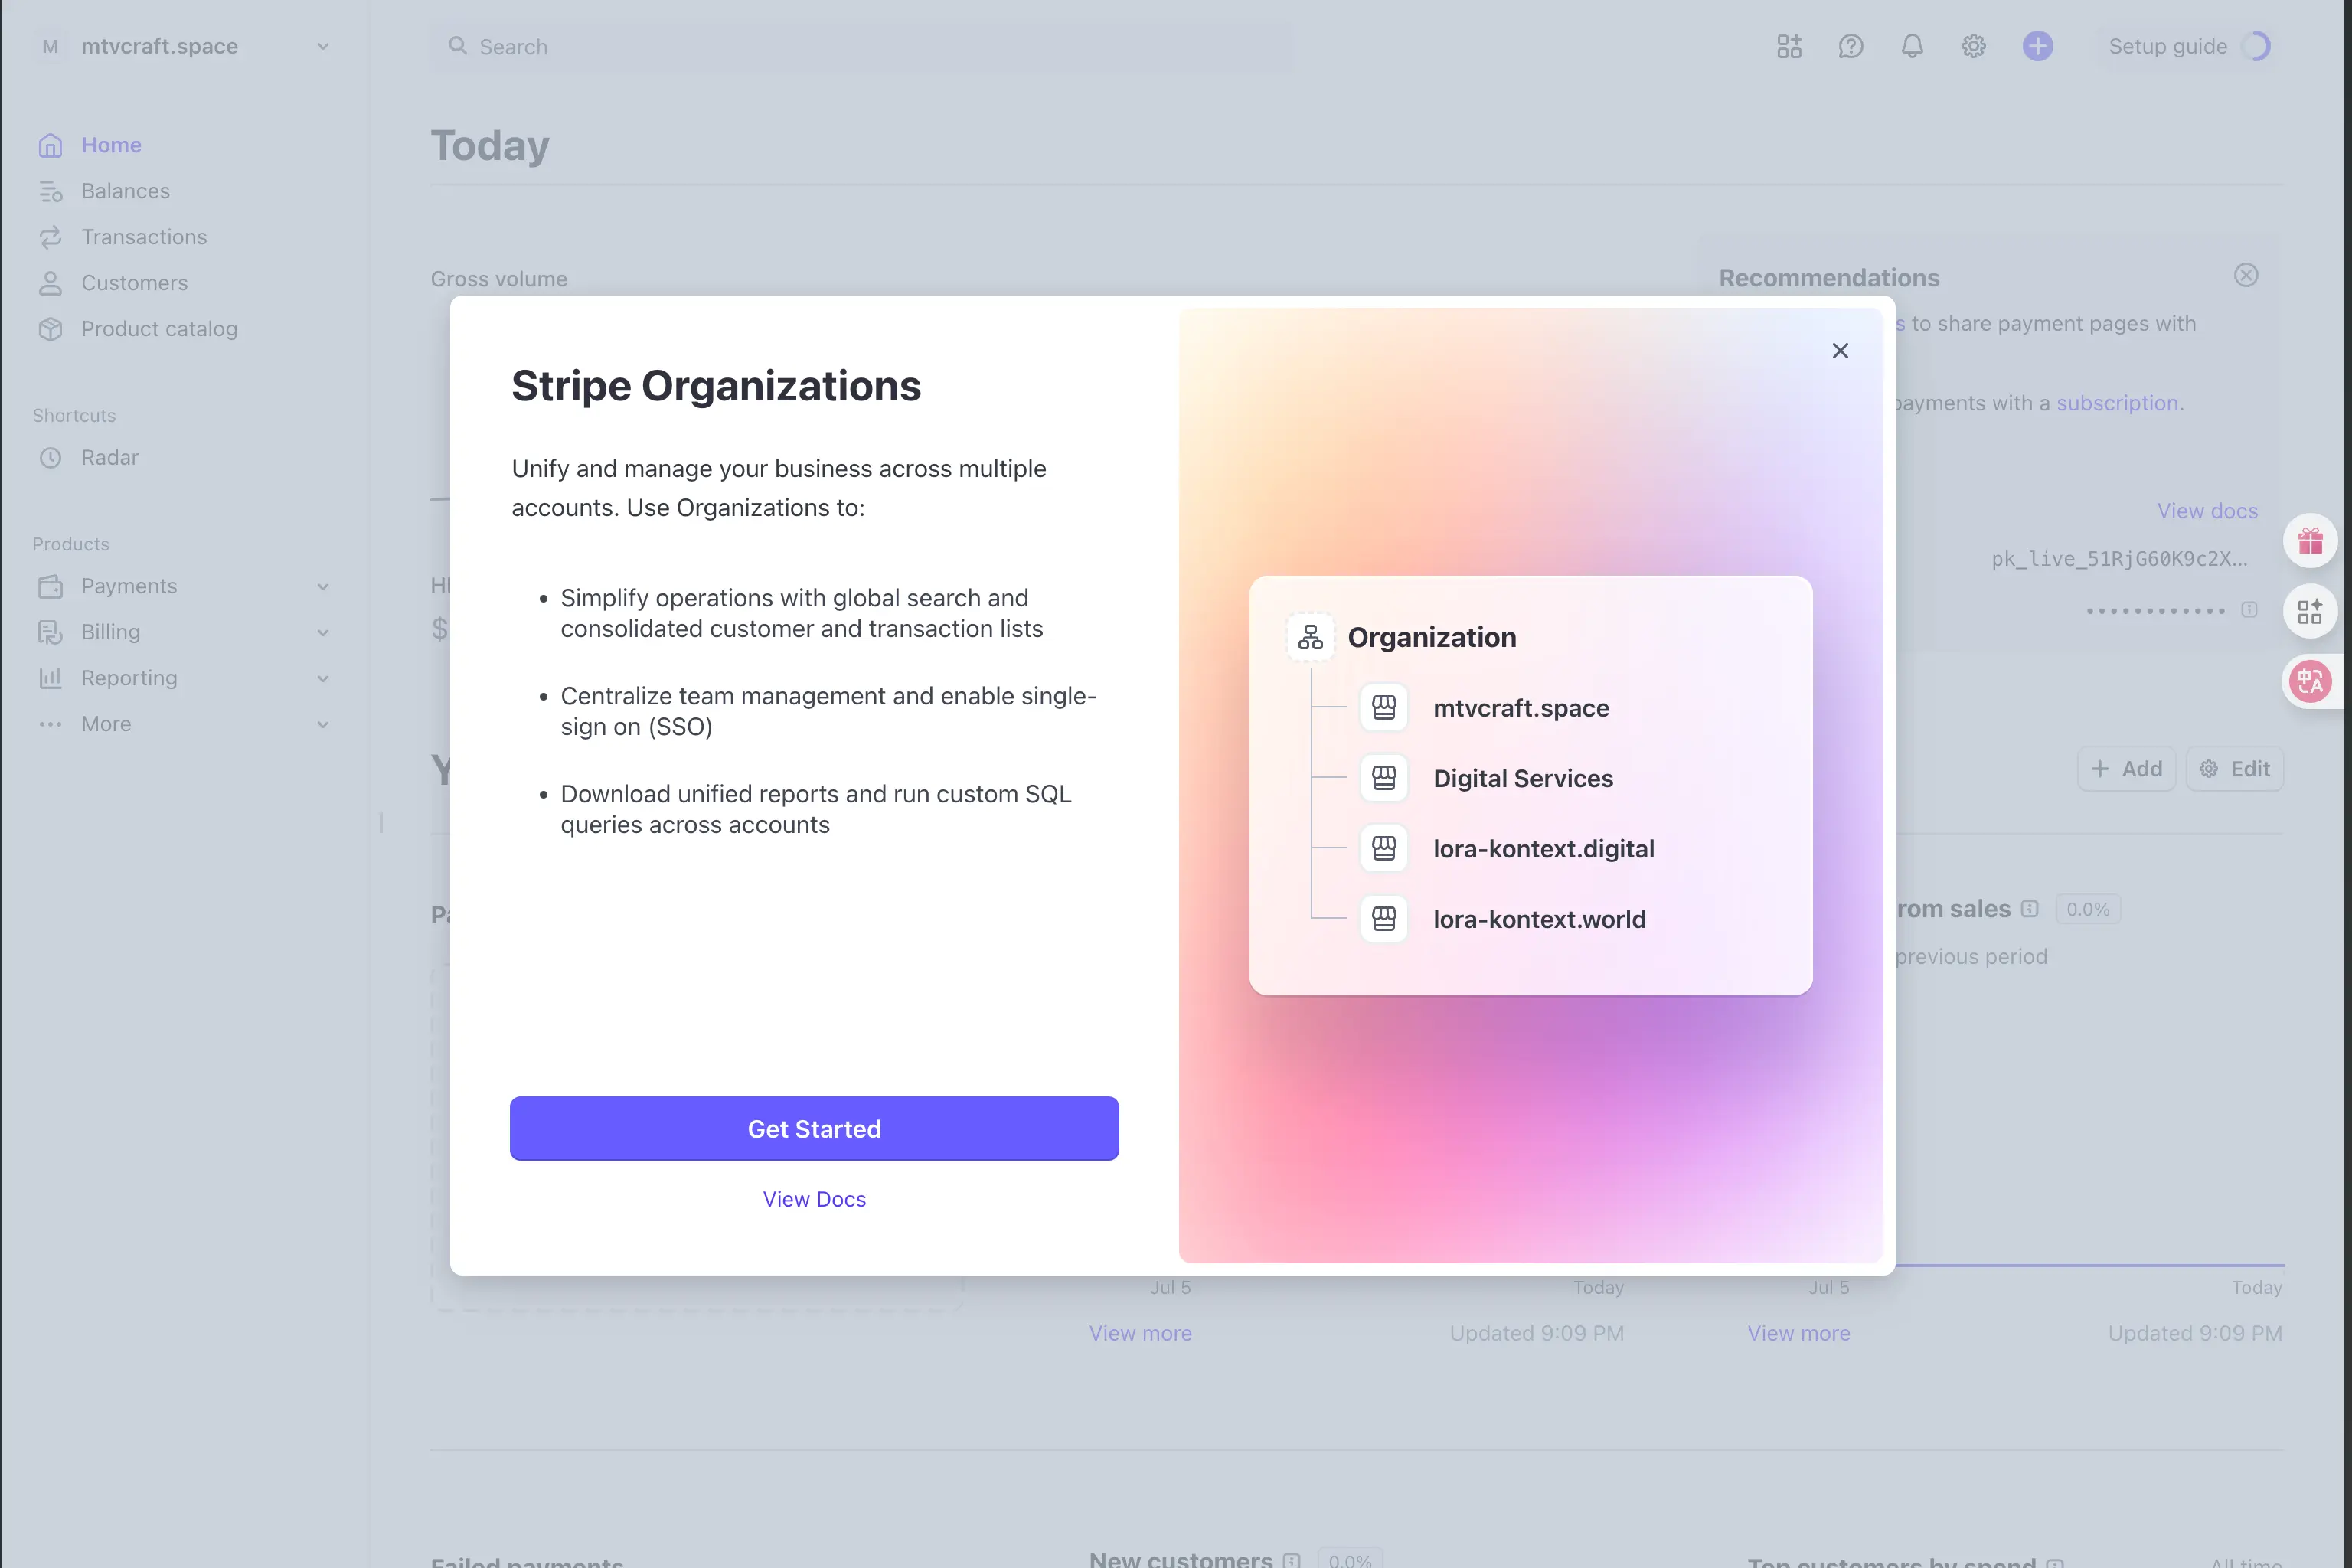 M mtvcraft.space
Search
Setup guide
Home
Balances
Transactions
Customers
Product catalog
Shortcuts
Radar
Products
Payments
Billing
Reporting
More
Today
Gross volume
Recommendations
to share payment pages with
payments with a subscription.
View docs
pk_live_51RjG60K9c2X...
$
Add
Edit
from sales 0.0%
previous period
Stripe Organizations
Unify and manage your business across multiple
accounts. Use Organizations to:
• Simplify operations with global search and
consolidated customer and transaction lists
• Centralize team management and enable single-
sign on (SSO)
• Download unified reports and run custom SQL
queries across accounts
Get Started
View Docs
Organization
mtvcraft.space
Digital Services
lora-kontext.digital
lora-kontext.world
Jul 5 Today
View more Updated 9:09 PM
Jul 5 Today
View more Updated 9:09 PM
Failed payments
New customers 0.0%
Top customers by spend All time